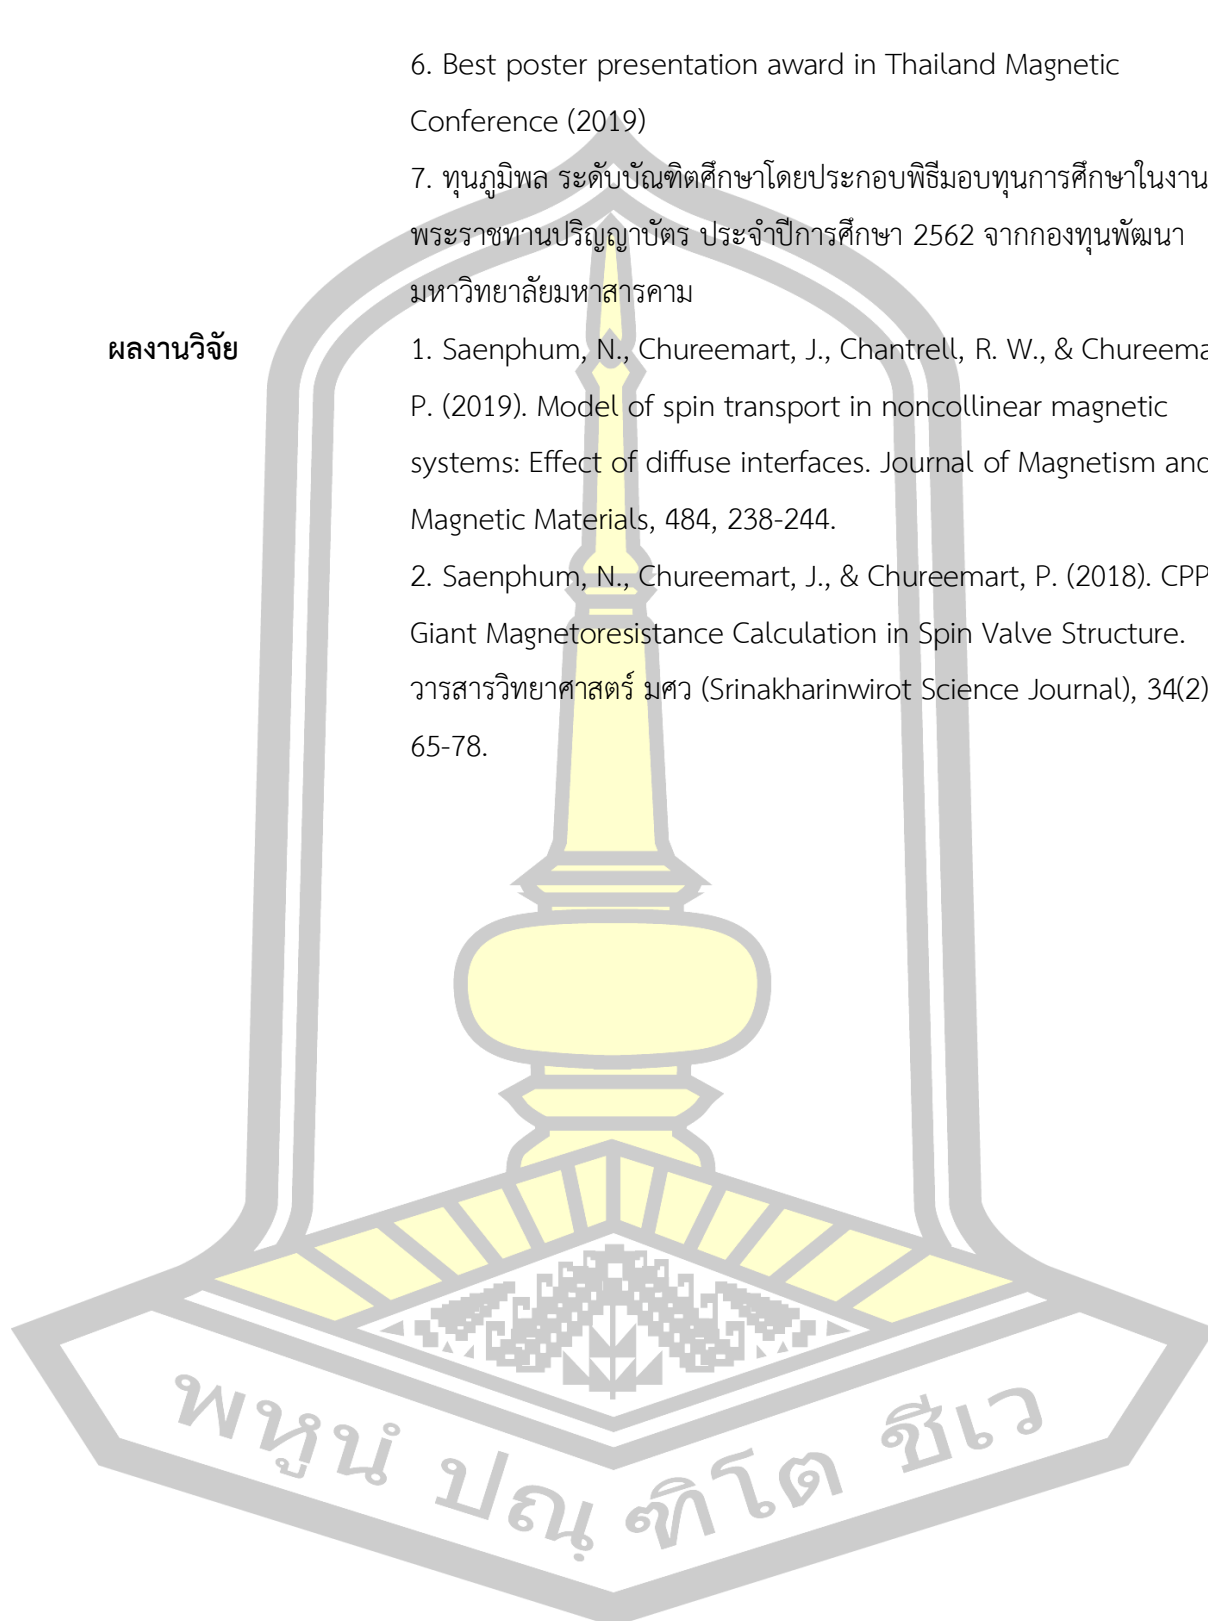 6. Best poster presentation award in Thailand Magnetic
Conference (2019)
7. ทุนภูมิพล ระดับบัณฑิตศึกษาโดยประกอบพิธีมอบทุนการศึกษาในงาน
พระราชทานปริญญาบัตร ประจำปีการศึกษา 2562 จากกองทุนพัฒนา
มหาวิทยาลัยมหาสารคาม
ผลงานวิจัย 1. Saenphum, N., Chureemart, J., Chantrell, R. W., & Chureema
P. (2019). Model of spin transport in noncollinear magnetic
systems: Effect of diffuse interfaces. Journal of Magnetism and
Magnetic Materials, 484, 238-244.
2. Saenphum, N., Chureemart, J., & Chureemart, P. (2018). CPP
Giant Magnetoresistance Calculation in Spin Valve Structure.
วารสารวิทยาศาสตร์ มศว (Srinakharinwirot Science Journal), 34(2)
65-78.
พหูนํ ปณฺ ฑิโต ชีเว